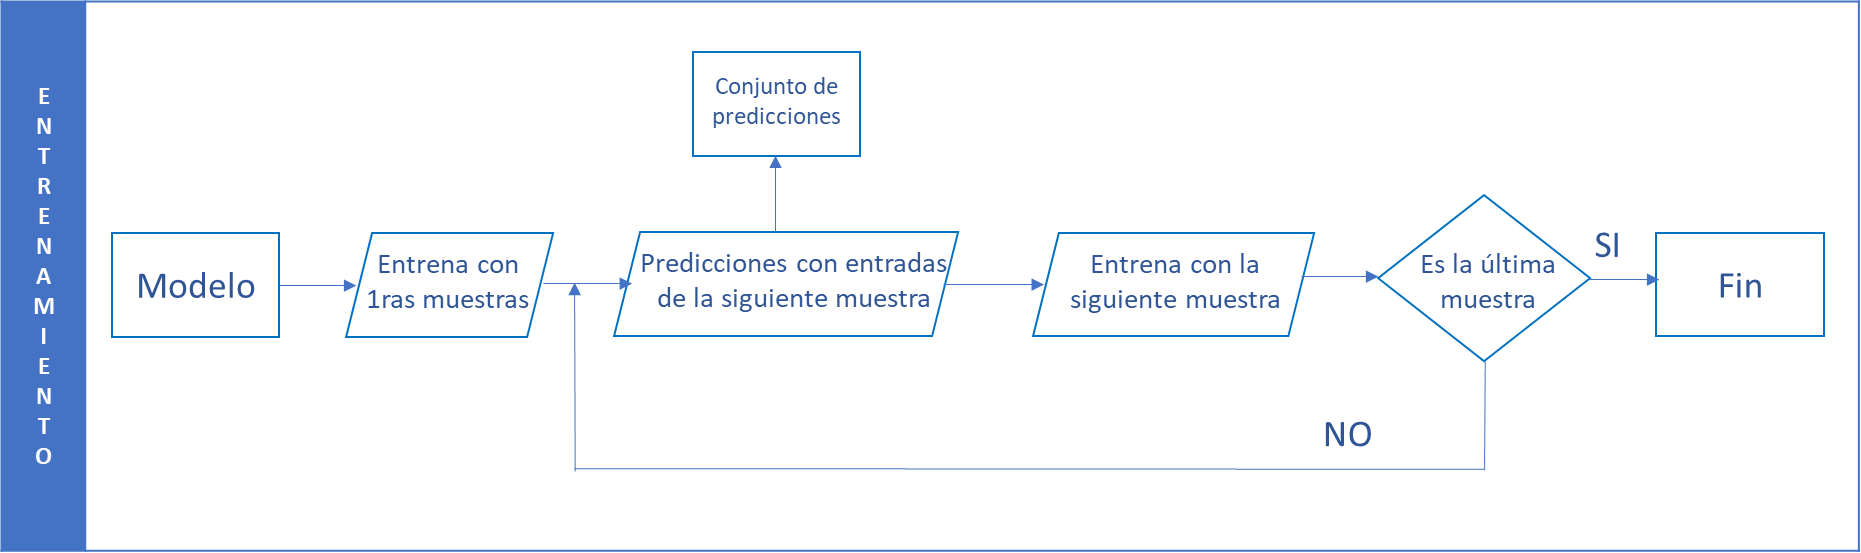 ENTRENAMIENTO
Conjunto de
predicciones
Modelo
Entrena con
1ras muestras
Predicciones con entradas
de la siguiente muestra
Entrena con la
siguiente muestra
Es la última
muestra
SI
Fin
NO